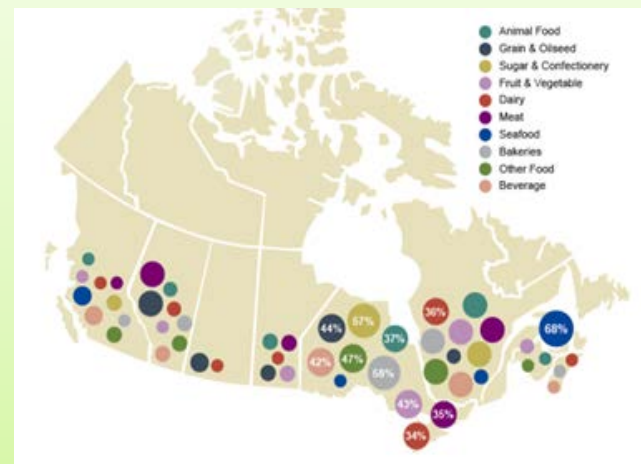 Animal Food
Grain & Oilseed
Sugar & Confectionery
Fruit & Vegetable
Dairy
Meat
Seafood
Bakeries
Other Food
Beverage
44%
57%
37%
42%
47%
58%
43%
34%
35%
36%
68%